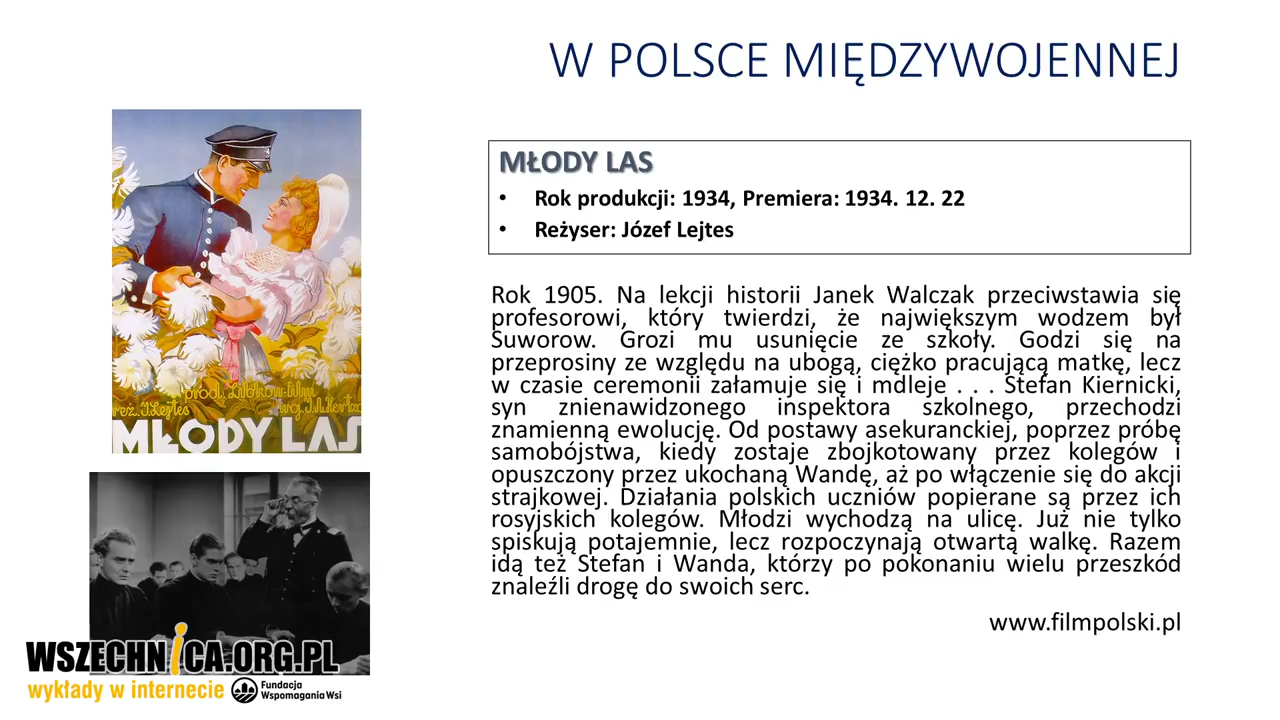 W POLSCE MIĘDZYWOJENNEJ
MŁODY LAS
• Rok produkcji: 1934, Premiera: 1934. 12. 22
• Reżyser: Józef Lejtes
Rok 1905. Na lekcji historii Janek Walczak przeciwstawia się
profesorowi, który twierdzi, że największym wodzem był
Suworow. Grozi mu usunięcie ze szkoły. Godzi się na
przeprosiny ze względu na ubogą, ciężko pracującą matkę, lecz
w czasie ceremonii załamuje się i mdleje . . . Stefan Kiernicki,
syn znienawidzonego inspektora szkolnego, przechodzi
znamienną ewolucję. Od postawy asekuranckiej, poprzez próbę
samobójstwa, kiedy zostaje zbojkotowany przez kolegów i
opuszczony przez ukochaną Wandę, aż po włączenie się do akcji
strajkowej. Działania polskich uczniów popierane są przez ich
rosyjskich kolegów. Młodzi wychodzą na ulicę. Już nie tylko
spiskują potajemnie, lecz rozpoczynają otwartą walkę. Razem
idą też Stefan i Wanda, którzy po pokonaniu wielu przeszkód
znaleźli drogę do swoich serc.
www.filmpolski.pl
prod. Libkow-film
reż. J. Lejtes
MŁODY LAS
WSZECHNICA.ORG.PL
wykłady w internecie
Fundacja
Wspomagania Wsi